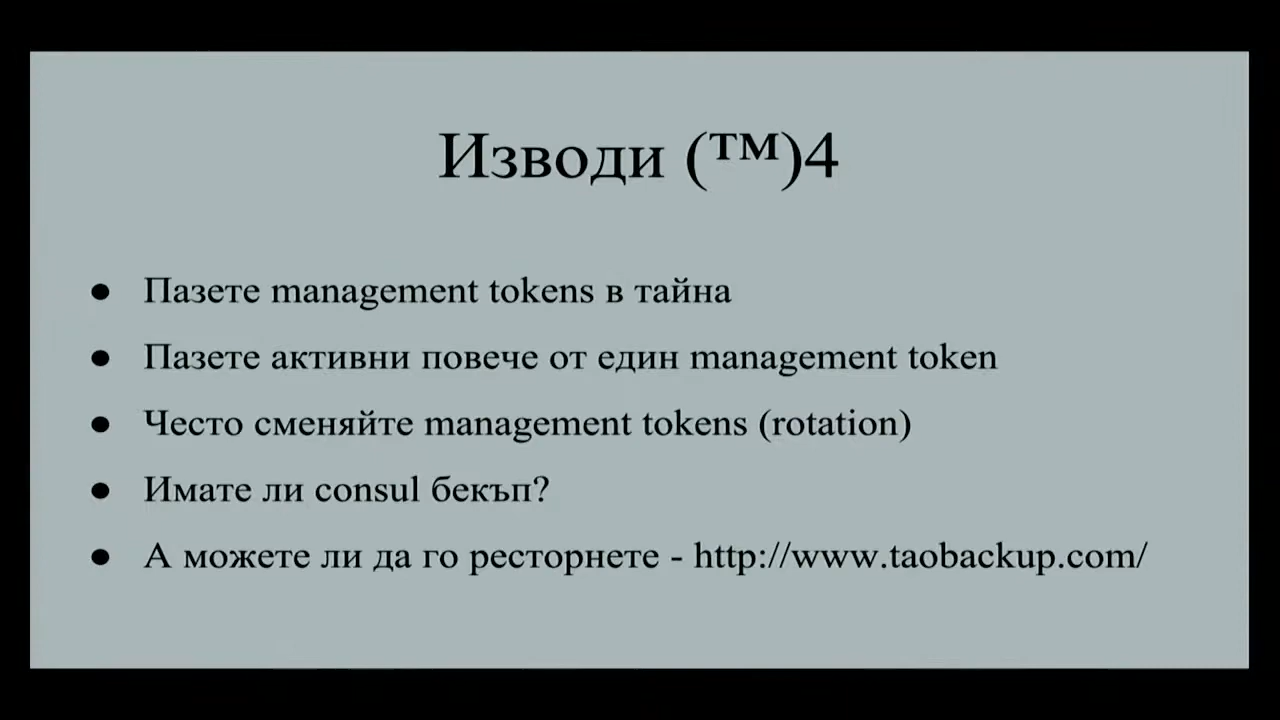 Изводи (™)4
● Пазете management tokens в тайна
● Пазете активни повече от един management token
● Често сменяйте management tokens (rotation)
● Имате ли consul бекъп?
● А можете ли да го ресторнете - http://www.taobackup.com/